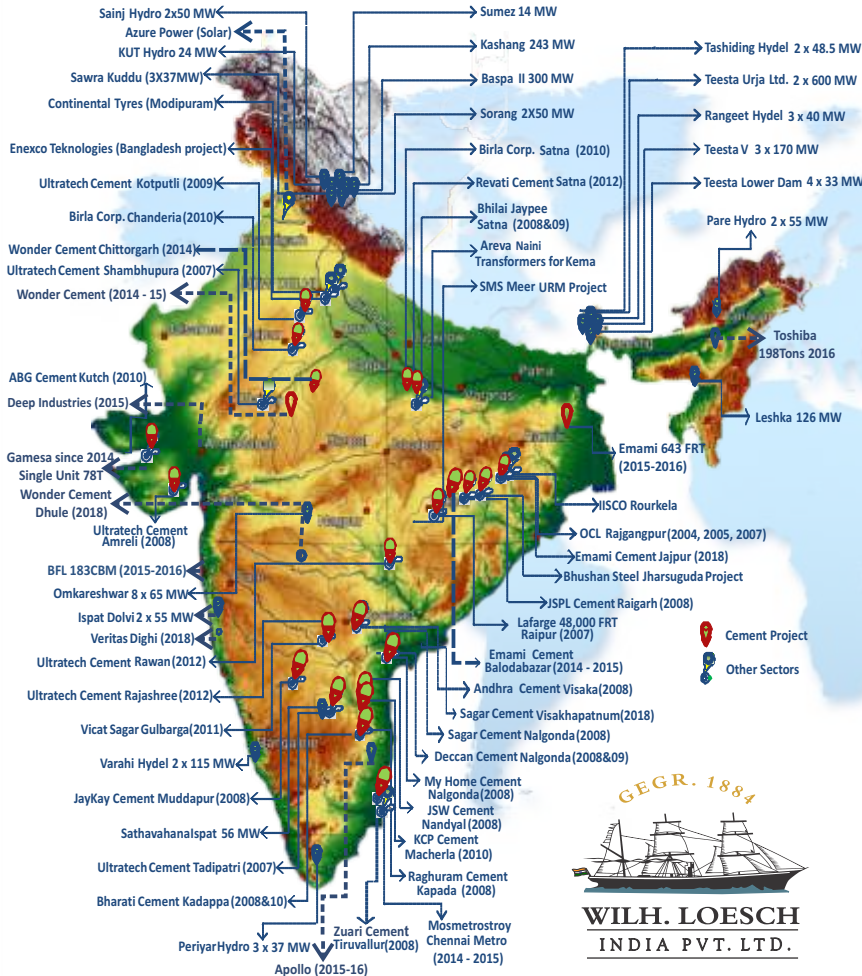 Sainj Hydro 2x50 MW
Azure Power (Solar)
KUT Hydro 24 MW
Sawra Kuddu (3X37MW)
Continental Tyres (Modipuram)
Enexco Teknologies (Bangladesh project)
Ultratech Cement Kotputli (2009)
Birla Corp. Chanderia (2010)
Wonder Cement Chittorgarh (2014)
Ultratech Cement Shambhupura (2007)
Wonder Cement (2014 - 15)
ABG Cement Kutch (2010)
Deep Industries (2015)
Gamesa since 2014
Single Unit 78T
Wonder Cement
Dhule (2018)
Ultratech Cement
Amreli (2008)
BFL 183CBM (2015-2016)
Omkareshwar 8 x 65 MW
Ispat Dolvi 2 x 55 MW
Veritas Dighi (2018)
Ultratech Cement Rawan (2012)
Ultratech Cement Rajashree (2012)
Vicat Sagar Gulbarga (2011)
Varahi Hydel 2 x 115 MW
JayKay Cement Muddapur (2008)
SathavahanaIspat 56 MW
Ultratech Cement Tadipatri (2007)
Bharati Cement Kadappa (2008&10)
PeriyarHydro 3 x 37 MW
Apollo (2015-16)
Zuari Cement
Tiruvallur(2008)
Mosmetrostroy
Chennai Metro
(2014 - 2015)
Sumez 14 MW
Kashang 243 MW
Baspa II 300 MW
Sorang 2X50 MW
Birla Corp. Satna (2010)
Revati Cement Satna (2012)
Bhilai Jaypee
Satna (2008&09)
Areva Naini
Transformers for Kema
SMS Meer URM Project
Tashiding Hydel 2 x 48.5 MW
Teesta Urja Ltd. 2 x 600 MW
Rangeet Hydel 3 x 40 MW
Teesta V 3 x 170 MW
Teesta Lower Dam 4 x 33 MW
Pare Hydro 2 x 55 MW
Toshiba
198Tons 2016
Leshka 126 MW
Emami 643 FRT
(2015-2016)
IISCO Rourkela
OCL Rajgangpur(2004, 2005, 2007)
Emami Cement Jajpur (2018)
Bhushan Steel Jharsuguda Project
JSPL Cement Raigarh (2008)
Lafarge 48,000 FRT
Raipur (2007)
Emami Cement
Balodabazar (2014 - 2015)
Andhra Cement Visaka(2008)
Sagar Cement Visakhapatnum(2018)
Sagar Cement Nalgonda (2008)
Deccan Cement Nalgonda (2008&09)
My Home Cement
Nalgonda(2008)
JSW Cement
Nandyal (2008)
KCP Cement
Macherla (2010)
Raghuram Cement
Kapada (2008)
Cement Project
Other Sectors
GEGR. 1884
WILH. LOESCH
INDIA PVT. LTD.
Patna
Nagpur